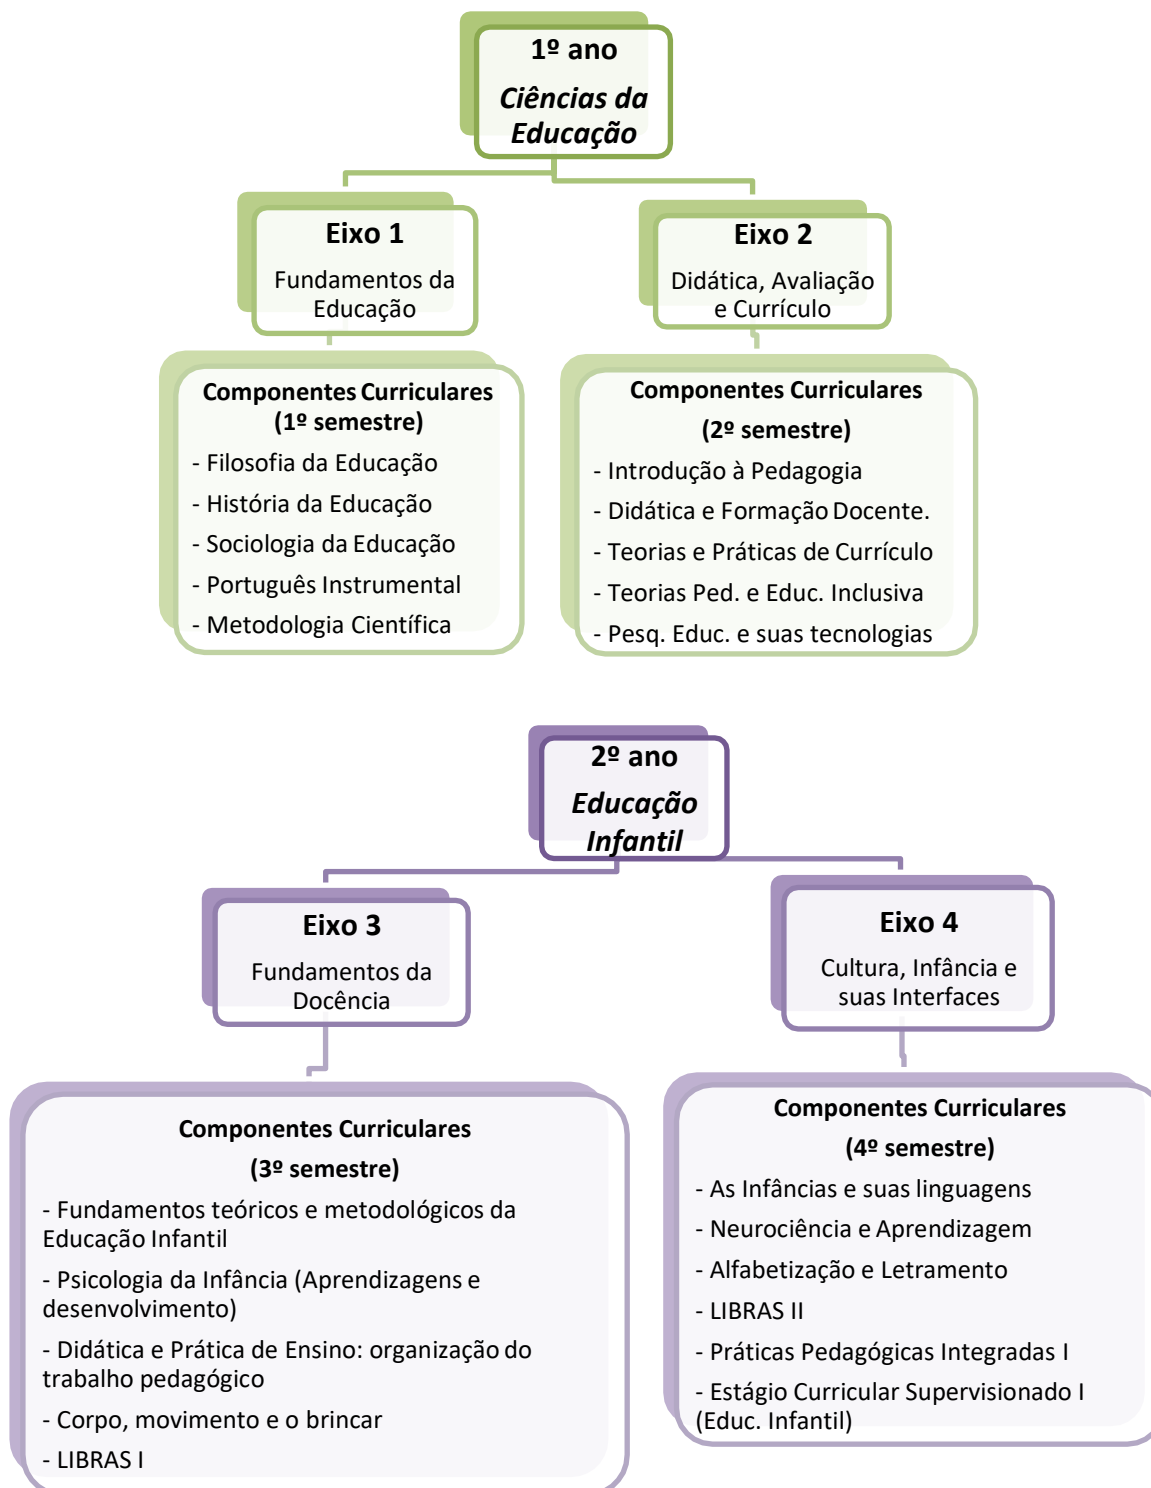 1º ano
Ciências da
Educação
Eixo 1
Fundamentos da
Educação
Eixo 2
Didática, Avaliação
e Currículo
Componentes Curriculares
(1º semestre)
- Filosofia da Educação
- História da Educação
- Sociologia da Educação
- Português Instrumental
- Metodologia Científica
Componentes Curriculares
(2º semestre)
- Introdução à Pedagogia
- Didática e Formação Docente.
- Teorias e Práticas de Currículo
- Teorias Ped. e Educ. Inclusiva
- Pesq. Educ. e suas tecnologias
2º ano
Educação
Infantil
Eixo 3
Fundamentos da
Docência
Eixo 4
Cultura, Infância e
suas Interfaces
Componentes Curriculares
(3º semestre)
- Fundamentos teóricos e metodológicos da
Educação Infantil
- Psicologia da Infância (Aprendizagens e
desenvolvimento)
- Didática e Prática de Ensino: organização do
trabalho pedagógico
- Corpo, movimento e o brincar
- LIBRAS I
Componentes Curriculares
(4º semestre)
- As Infâncias e suas linguagens
- Neurociência e Aprendizagem
- Alfabetização e Letramento
- LIBRAS II
- Práticas Pedagógicas Integradas I
- Estágio Curricular Supervisionado I
(Educ. Infantil)